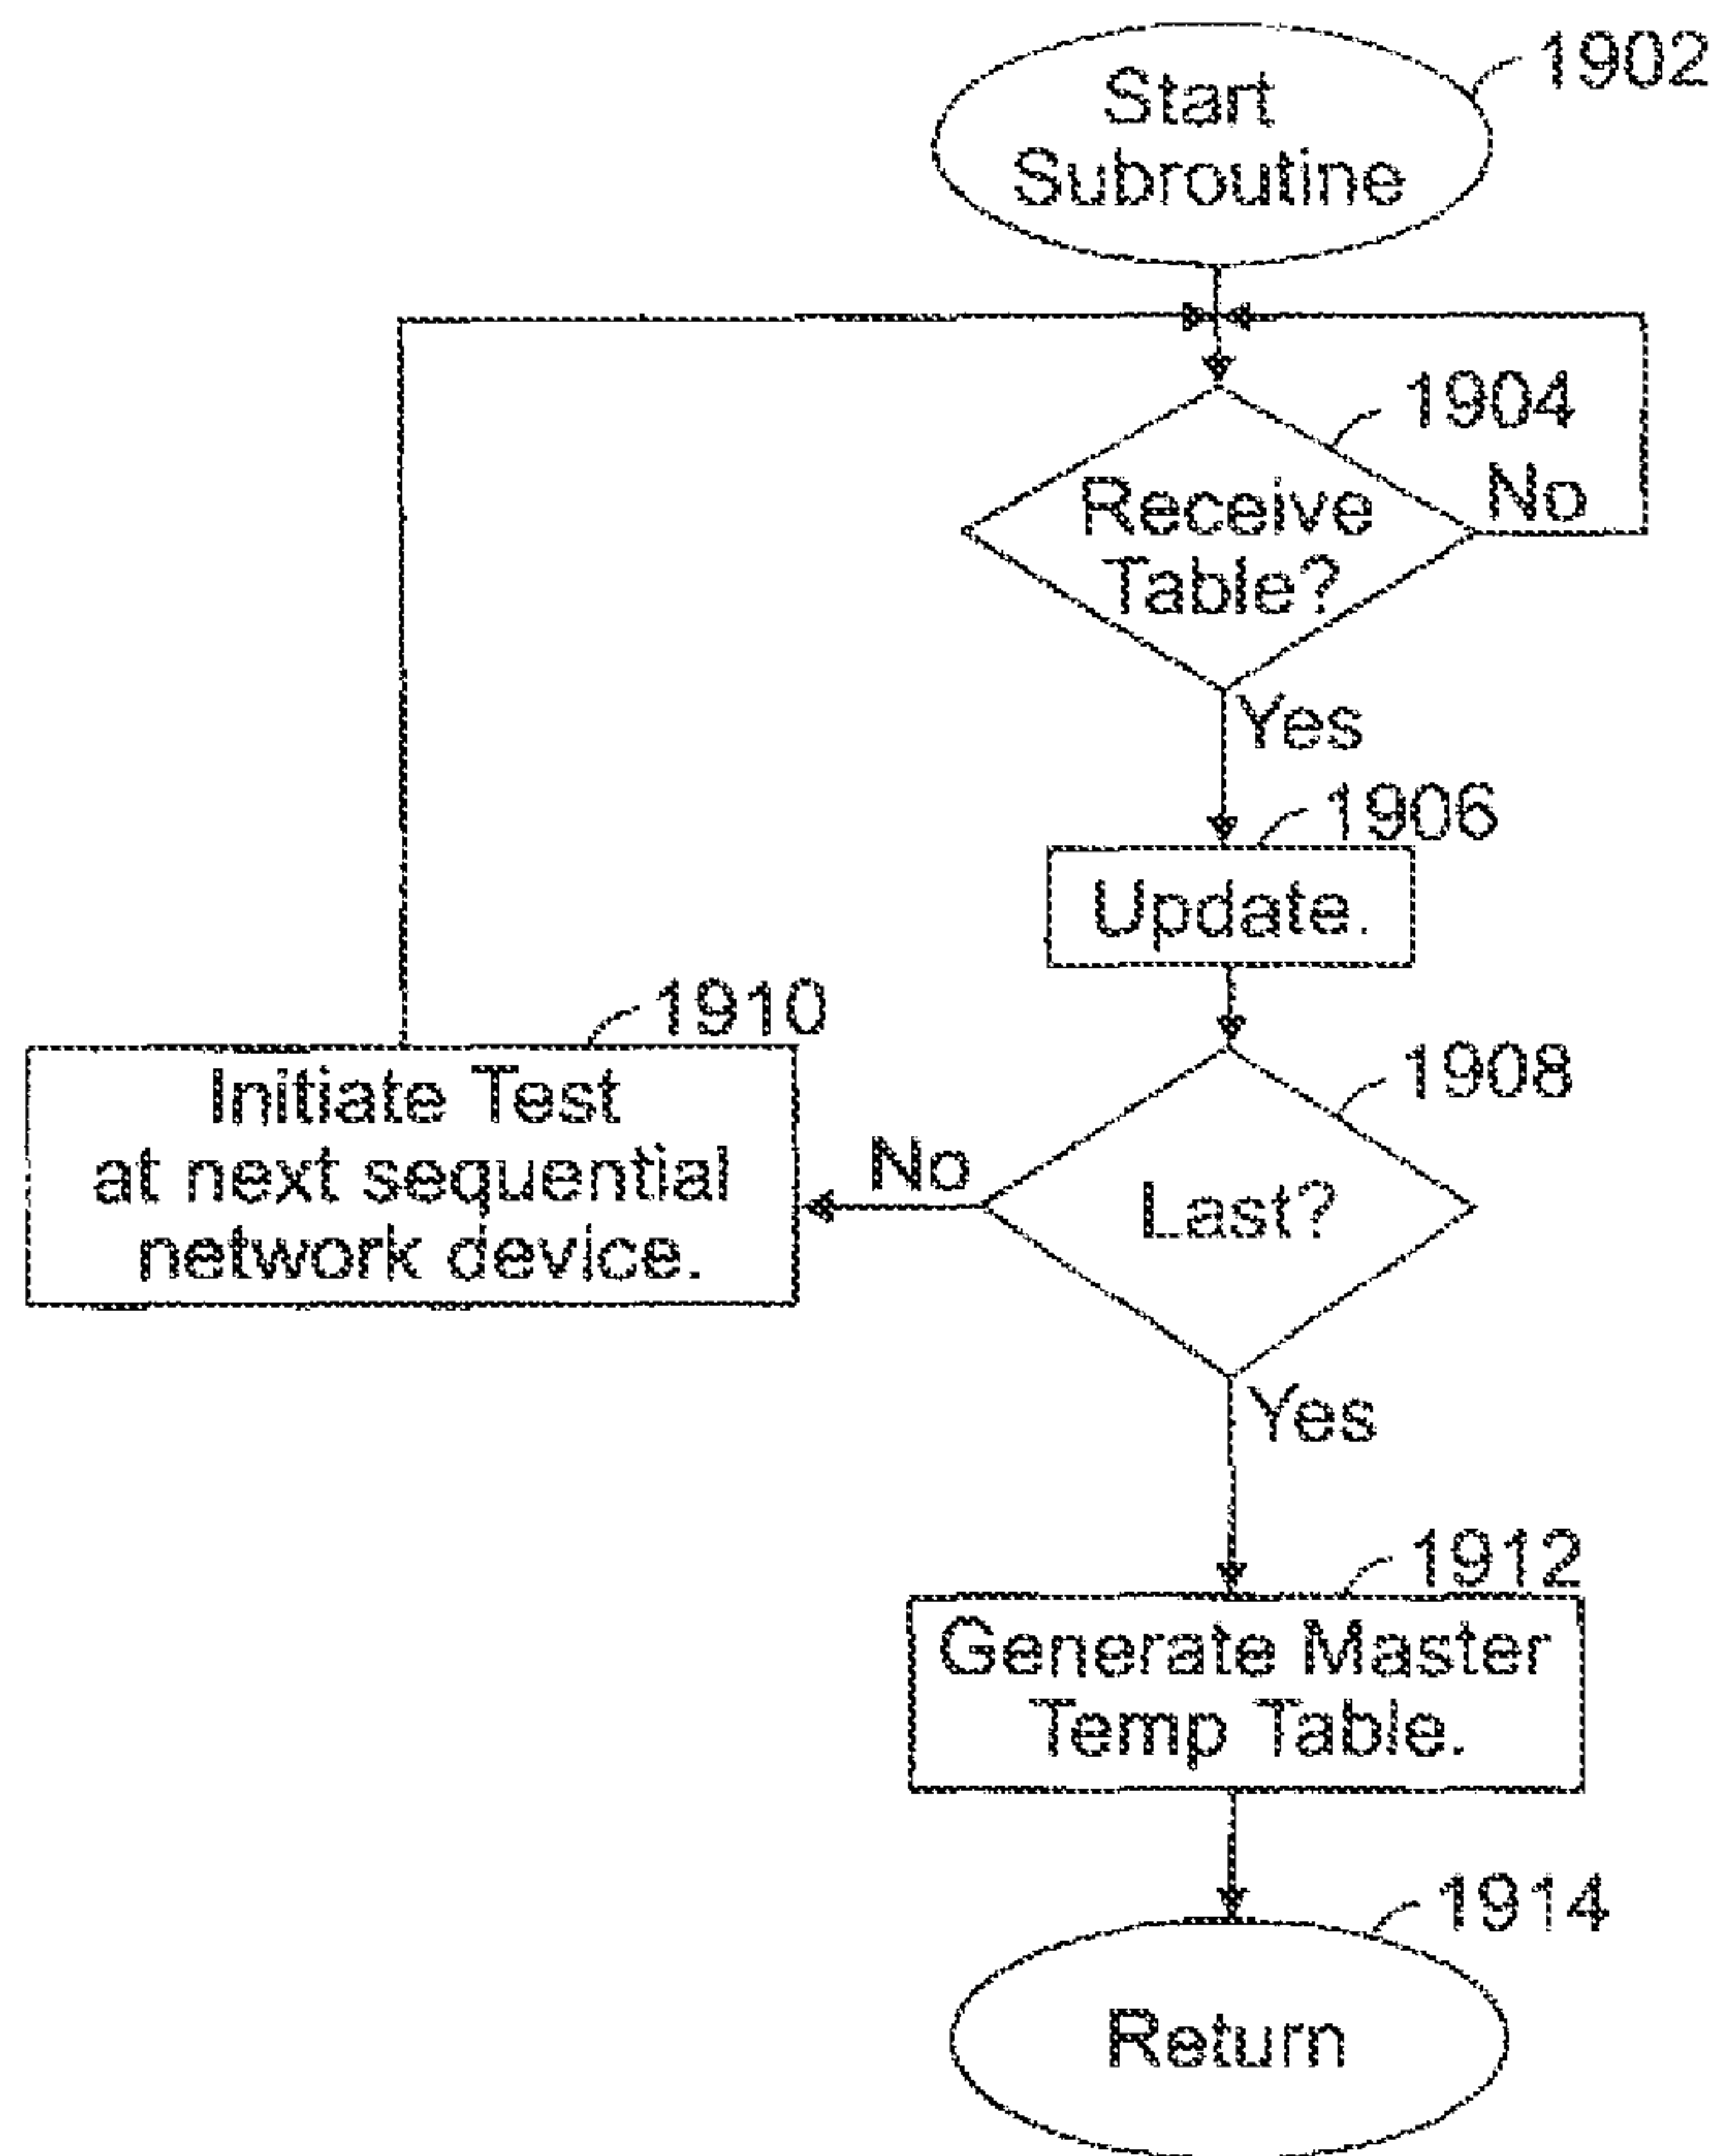 1902
Start
Subroutine
1904
Receive
Table?
No
Yes
1906
Update.
1910
Initiate Test
at next sequential
network device.
1908
No
Last?
Yes
1912
Generate Master
Temp Table.
1914
Return